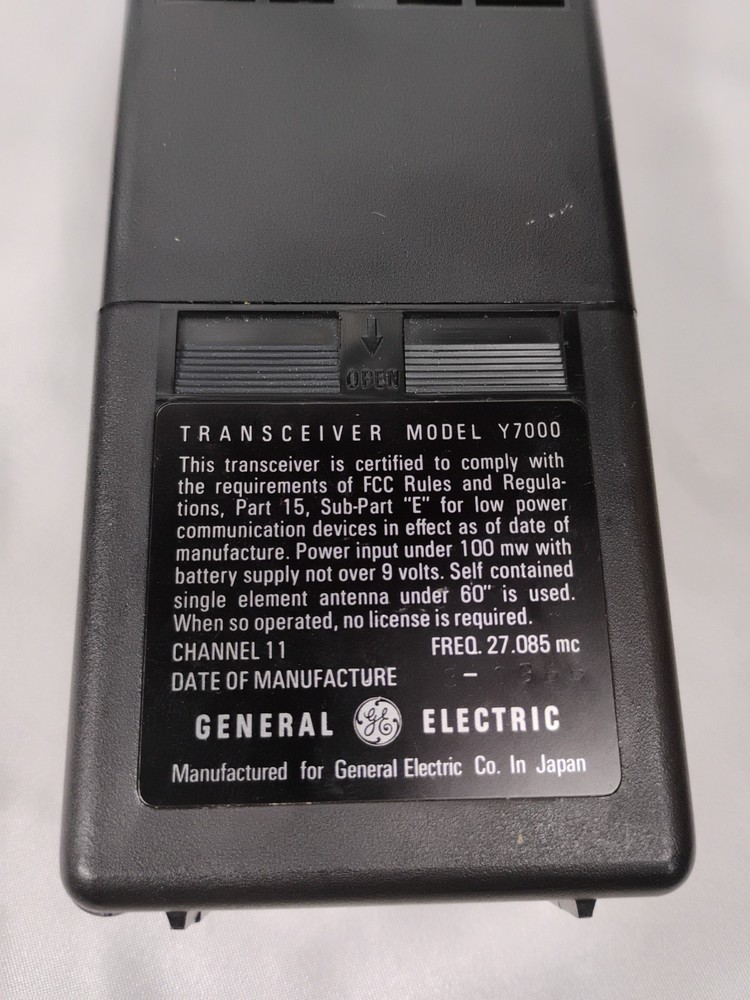 OPEN
TRANSCEIVER MODEL Y7000
This transceiver is certified to comply with
the requirements of FCC Rules and Regula-
tions, Part 15, Sub-Part "E" for low power
communication devices in effect as of date of
manufacture. Power input under 100 mw with
battery supply not over 9 volts. Self contained
single element antenna under 60" is used.
When so operated, no license is required.
CHANNEL 11 FREQ. 27.085 mc
DATE OF MANUFACTURE –
GENERAL GE ELECTRIC
Manufactured for General Electric Co. In Japan